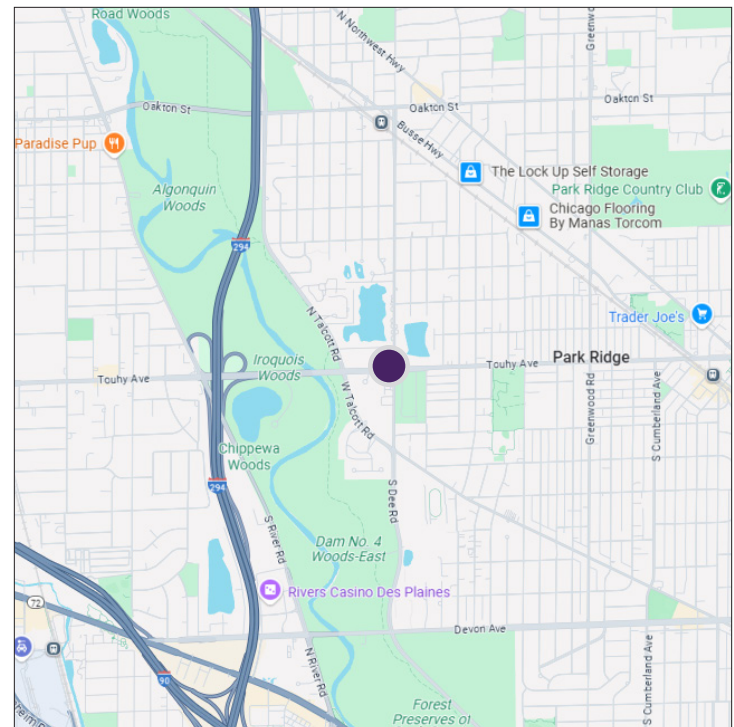 Road Woods
N Northwest Hwy
Greenwood
Oakton St
Oakton St
Oakton St
Paradise Pup
Busse Hwy
The Lock Up Self Storage
Algonquin
Woods
Park Ridge Country Club
Chicago Flooring
By Manas Torcom
294
N Talcott Rd
Trader Joe's
Iroquois
Woods
Touhy Ave
Touhy Ave
Park Ridge
W Talcott Rd
Greenwood Rd
S Cumberland Ave
Chippewa
Woods
294
S Dee Rd
S River Rd
Dam No. 4
Woods-East
Rivers Casino Des Plaines
72
Devon Ave
N River Rd
90
S Cumberland Ave
Forest
Preserves of